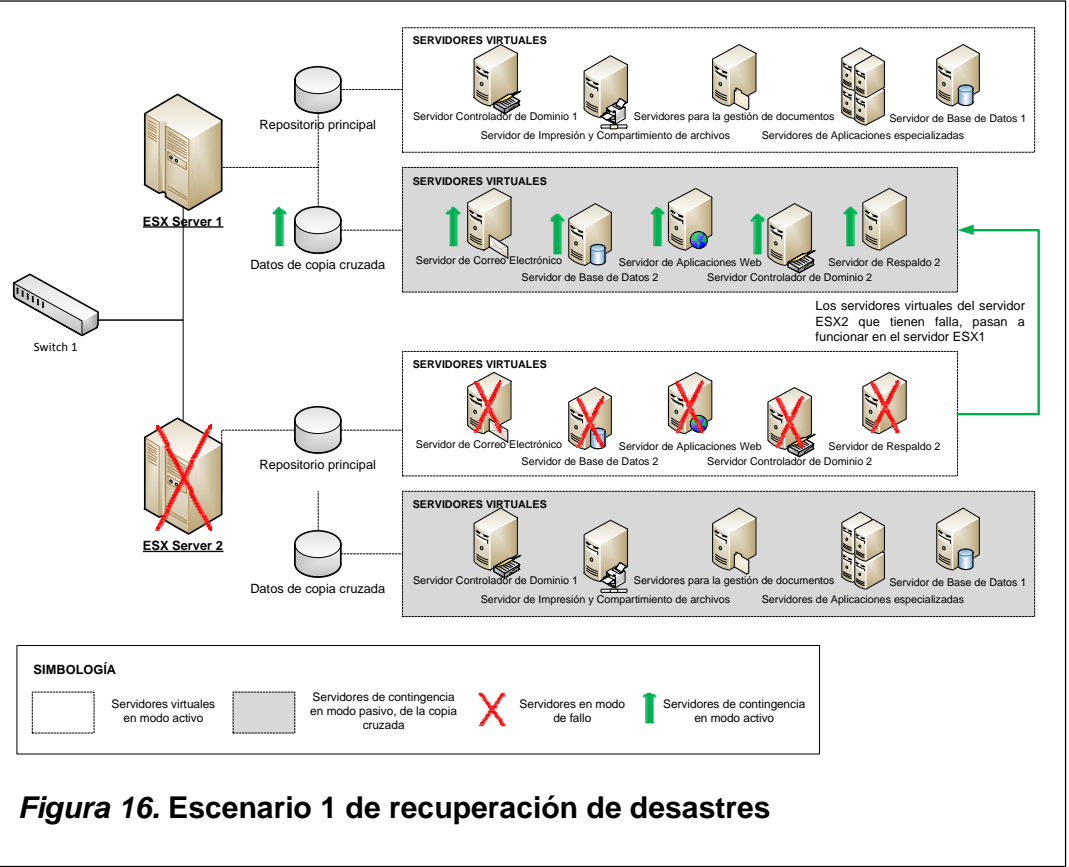 SERVIDORES VIRTUALES
Servidor Controlador de Dominio 1
Servidor de Impresión y Compartimiento de archivos
Servidores para la gestión de documentos
Servidores de Aplicaciones especializadas
Servidor de Base de Datos 1
Repositorio principal
ESX Server 1
SERVIDORES VIRTUALES
Servidor de Correo Electrónico
Servidor de Base de Datos 2
Servidor de Aplicaciones Web
Servidor Controlador de Dominio 2
Servidor de Respaldo 2
Datos de copia cruzada
Los servidores virtuales del servidor
ESX2 que tienen falla, pasan a
funcionar en el servidor ESX1
Switch 1
SERVIDORES VIRTUALES
Servidor de Correo Electrónico
Servidor de Base de Datos 2
Servidor de Aplicaciones Web
Servidor Controlador de Dominio 2
Servidor de Respaldo 2
Repositorio principal
ESX Server 2
SERVIDORES VIRTUALES
Servidor Controlador de Dominio 1
Servidor de Impresión y Compartimiento de archivos
Servidores para la gestión de documentos
Servidores de Aplicaciones especializadas
Servidor de Base de Datos 1
Datos de copia cruzada
SIMBOLOGÍA
Servidores virtuales
en modo activo
Servidores de contingencia
en modo pasivo, de la copia
cruzada
Servidores en modo
de fallo
Servidores de contingencia
en modo activo
Figura 16. Escenario 1 de recuperación de desastres